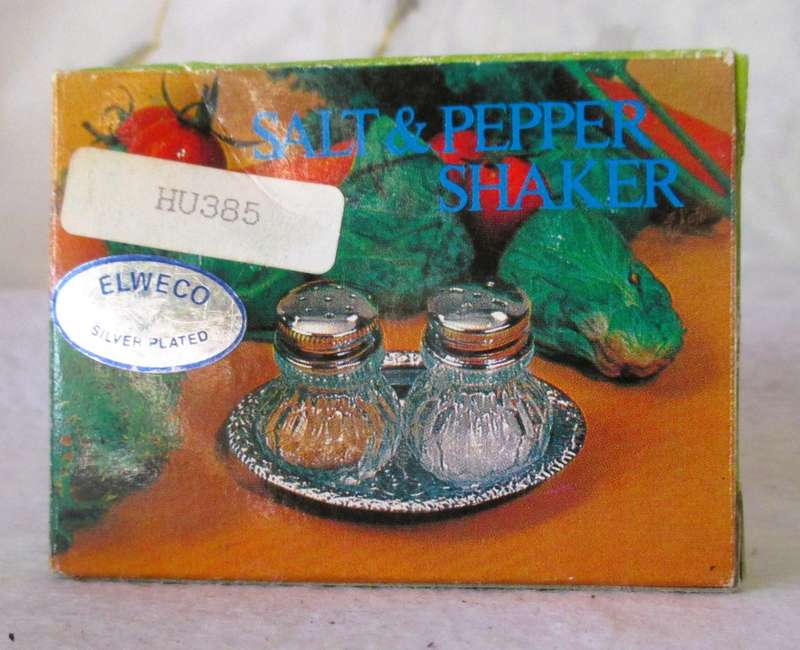 SALT & PEPPER
SHAKER
HU385
ELWECO
SILVER PLATED